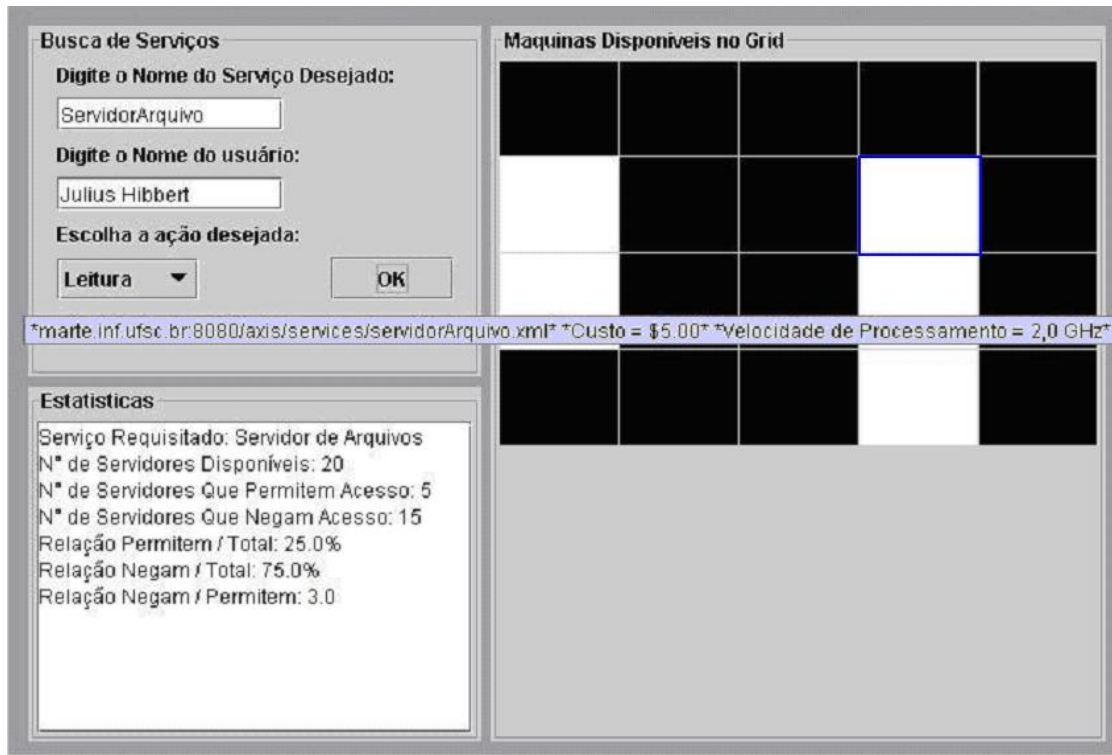 Busca de Serviços
Digite o Nome do Serviço Desejado:
ServidorArquivo
Digite o Nome do usuário:
Julius Hibbert
Escolha a ação desejada:
Leitura
OK
Maquinas Disponiveis no Grid
*marte.inf.ufsc.br:8080/axis/services/servidorArquivo.xml* *Custo = $5.00* *Velocidade de Processamento = 2,0 GHz*
Estatisticas
Serviço Requisitado: Servidor de Arquivos
N° de Servidores Disponíveis: 20
N° de Servidores Que Permitem Acesso: 5
N° de Servidores Que Negam Acesso: 15
Relação Permitem / Total: 25.0%
Relação Negam / Total: 75.0%
Relação Negam / Permitem: 3.0